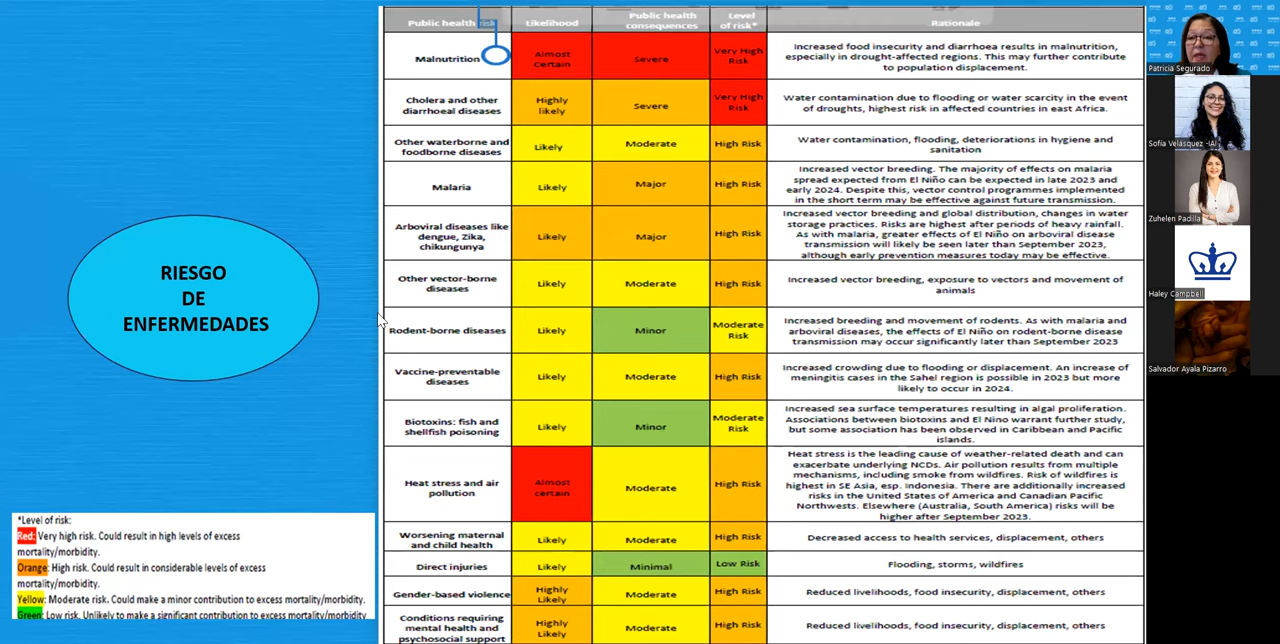 RIESGO
DE
ENFERMEDADES
*Level of risk:
Red: Very high risk. Could result in high levels of excess
mortality/morbidity.
Orange: High risk. Could result in considerable levels of excess
mortality/morbidity.
Yellow: Moderate risk. Could make a minor contribution to excess mortality/morbidity.
Green: Low risk. Unlikely to make a significant contribution to excess mortality/morbidity
Public health risk
Likelihood
Public health
consequences
Level
of risk*
Rationale
Malnutrition
Almost
Certain
Severe
Very High
Risk
Increased food insecurity and diarrhoea results in malnutrition,
especially in drought-affected regions. This may further contribute
to population displacement.
Cholera and other
diarrhoeal diseases
Highly
likely
Severe
Very High
Risk
Water contamination due to flooding or water scarcity in the event
of droughts, highest risk in affected countries in east Africa.
Other waterborne and
foodborne diseases
Likely
Moderate
High Risk
Water contamination, flooding, deteriorations in hygiene and
sanitation
Malaria
Likely
Major
High Risk
Increased vector breeding. The majority of effects on malaria
spread expected from El Niño can be expected in late 2023 and
early 2024. Despite this, vector control programmes implemented
in the short term may be effective against future transmission.
Arboviral diseases like
dengue, Zika,
chikungunya
Likely
Major
High Risk
Increased vector breeding and global distribution, changes in water
storage practices. Risks are highest after periods of heavy rainfall.
As with malaria, greater effects of El Niño on arboviral disease
transmission will likely be seen later than September 2023,
although early prevention measures today may be effective.
Other vector-borne
diseases
Likely
Moderate
High Risk
Increased vector breeding, exposure to vectors and movement of
animals
Rodent-borne diseases
Likely
Minor
Moderate
Risk
Increased breeding and movement of rodents. As with malaria and
arboviral diseases, the effects of El Niño on rodent-borne disease
transmission may occur significantly later than September 2023
Vaccine-preventable
diseases
Likely
Moderate
High Risk
Increased crowding due to flooding or displacement. An increase of
meningitis cases in the Sahel region is possible in 2023 but more
likely to occur in 2024.
Biotoxins: fish and
shellfish poisoning
Likely
Minor
Moderate
Risk
Increased sea surface temperatures resulting in algal proliferation.
Associations between biotoxins and El Nino warrant further study,
but some association has been observed in Caribbean and Pacific
islands.
Heat stress and air
pollution
Almost
certain
Moderate
High Risk
Heat stress is the leading cause of weather-related death and can
exacerbate underlying NCDs. Air pollution results from multiple
mechanisms, including smoke from wildfires. Risk of wildfires is
highest in SE Asia, esp. Indonesia. There are additionally increased
risks in the United States of America and Canadian Pacific
Northwests. Elsewhere (Australia, South America) risks will be
higher after September 2023.
Worsening maternal
and child health
Likely
Moderate
High Risk
Decreased access to health services, displacement, others
Direct injuries
Likely
Minimal
Low Risk
Flooding, storms, wildfires
Gender-based violence
Highly
Likely
Moderate
High Risk
Reduced livelihoods, food insecurity, displacement, others
Conditions requiring
mental health and
psychosocial support
Highly
Likely
Moderate
High Risk
Reduced livelihoods, food insecurity, displacement, others
Patricia Segurado
Sofía Velásquez -IAI
Zuhelen Padilla
Haley Campbell
Salvador Ayala Pizarro